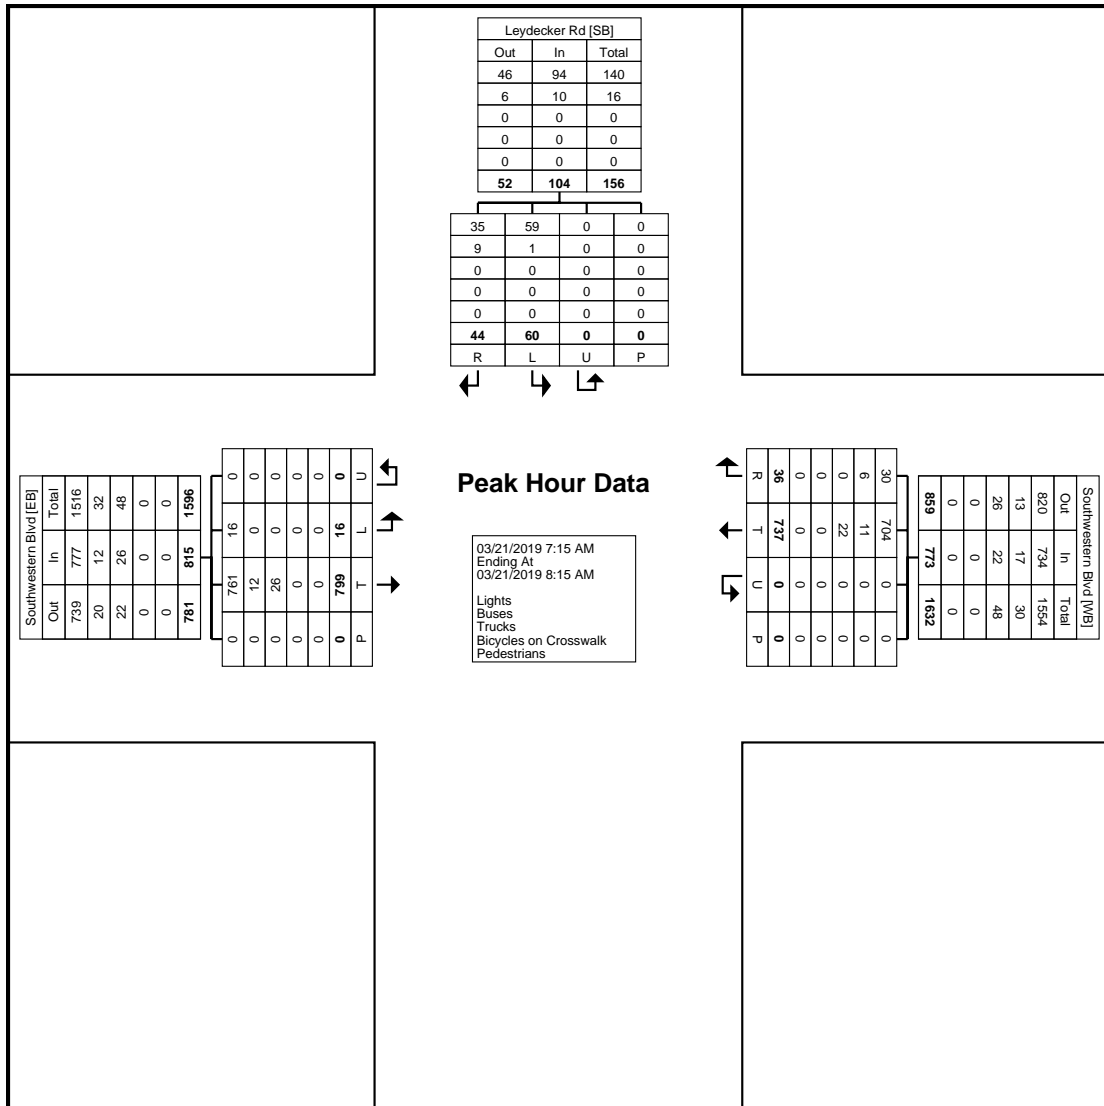 Leydecker Rd [SB]
Out In Total
46 94 140
6 10 16
0 0 0
0 0 0
0 0 0
52 104 156
35 59 0 0
9 1 0 0
0 0 0 0
0 0 0 0
0 0 0 0
44 60 0 0
R L U P
Peak Hour Data
03/21/2019 7:15 AM
Ending At
03/21/2019 8:15 AM
Lights
Buses
Trucks
Bicycles on Crosswalk
Pedestrians
Southwestern Blvd [EB]
Total In Out
1516 777 739
32 12 20
48 26 22
0 0 0
0 0 0
1596 815 781
0 16 761 0
0 0 12 0
0 0 26 0
0 0 0 0
0 0 0 0
0 16 799 0
U L T P
Southwestern Blvd [WB]
Out In Total
820 734 1554
13 17 30
26 22 48
0 0 0
0 0 0
859 773 1632
30 704 0 0
6 11 0 0
0 22 0 0
0 0 0 0
0 0 0 0
36 737 0 0
R T U P